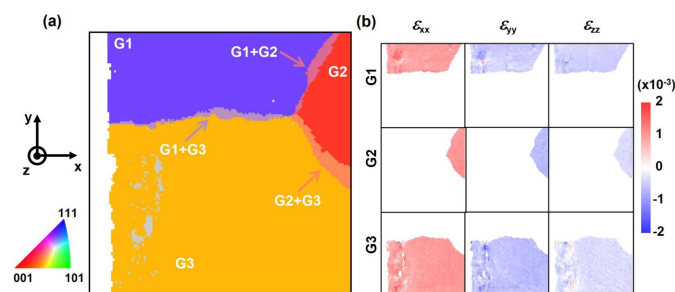 (a)
G1
G1+G2
G2
G1+G3
G2+G3
G3
y
z
x
111
001
101
(b)
εxx
εyy
εzz
G1
G2
G3
(x10-3)
2
1
0
-1
-2